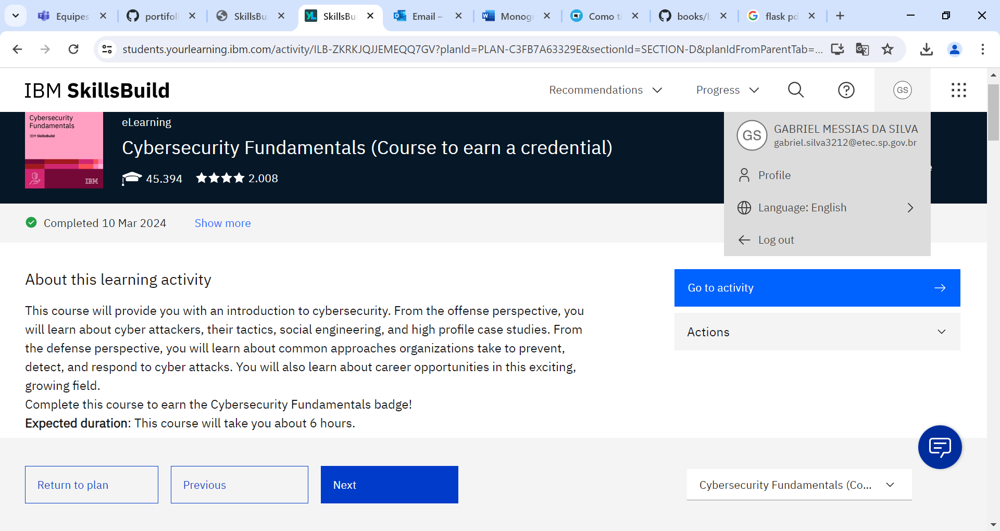 Equipes
portifoli
SkillsBui
SkillsBui
Email –
Monogr
Como ti
books/b
flask pd
students.yourlearning.ibm.com/activity/ILB-ZKRKJQJJEMEQQ7GV?planId=PLAN-C3FB7A63329E&sectionId=SECTION-D&planIdFromParentTab=...
IBM SkillsBuild
Recommendations
Progress
GS
Cybersecurity
Fundamentals
IBM SkillsBuild
IBM
eLearning
Cybersecurity Fundamentals (Course to earn a credential)
45.394
2.008
GS
GABRIEL MESSIAS DA SILVA
gabriel.silva3212@etec.sp.gov.br
Profile
Language: English
Log out
Completed 10 Mar 2024
Show more
About this learning activity
This course will provide you with an introduction to cybersecurity. From the offense perspective, you
will learn about cyber attackers, their tactics, social engineering, and high profile case studies. From
the defense perspective, you will learn about common approaches organizations take to prevent,
detect, and respond to cyber attacks. You will also learn about career opportunities in this exciting,
growing field.
Complete this course to earn the Cybersecurity Fundamentals badge!
Expected duration: This course will take you about 6 hours.
Go to activity
Actions
Return to plan
Previous
Next
Cybersecurity Fundamentals (Co...